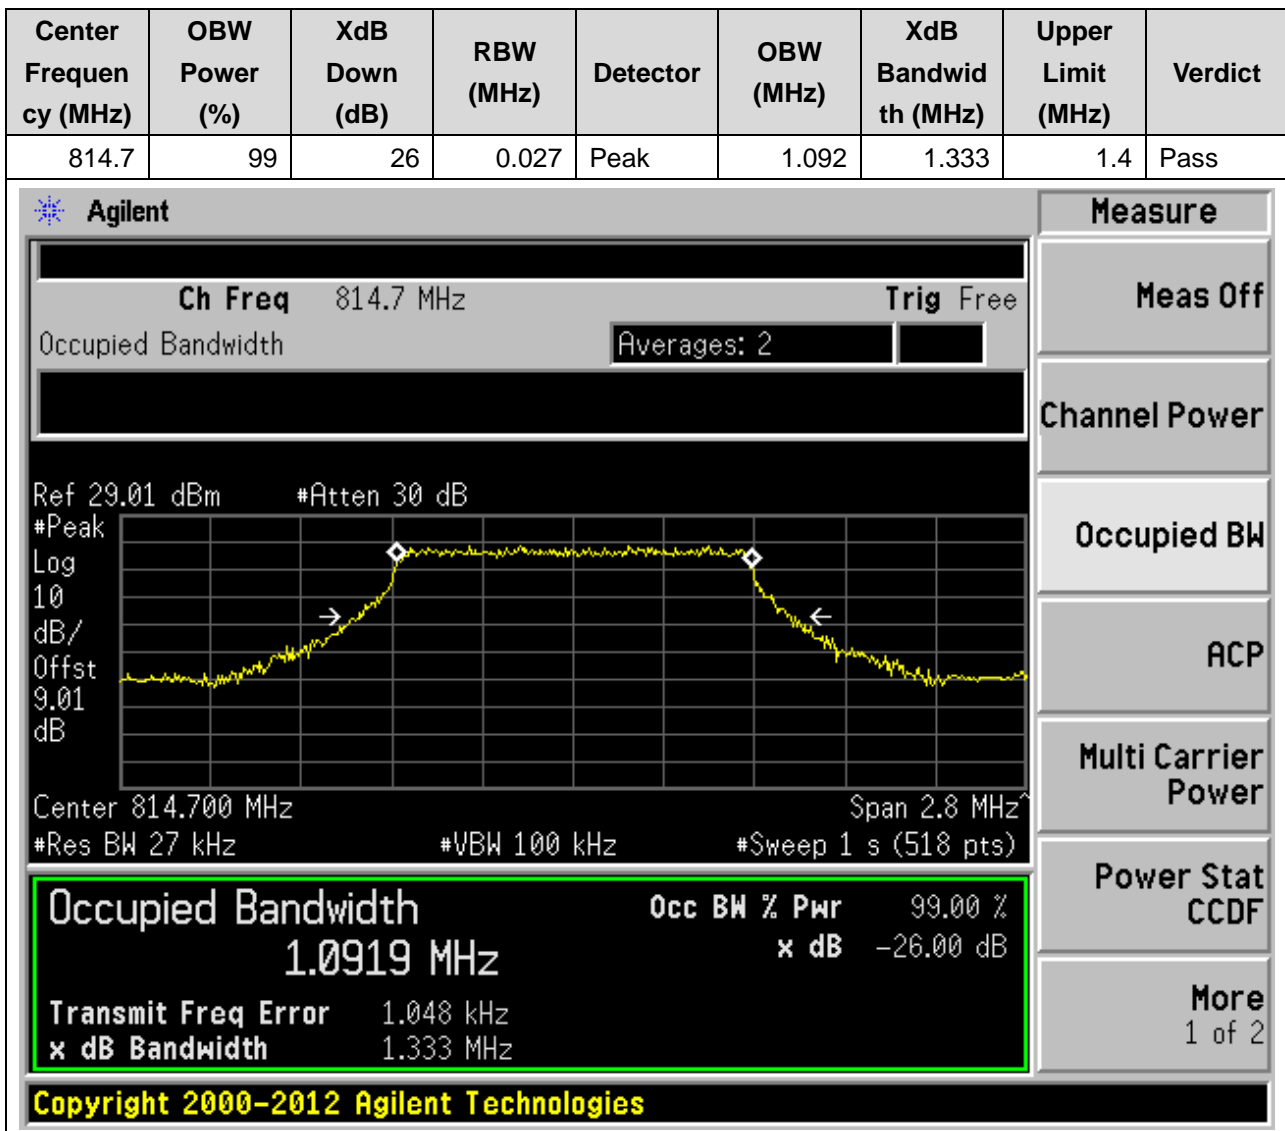 Center Frequen cy (MHz)
OBW Power (%)
XdB Down (dB)
RBW (MHz)
Detector
OBW (MHz)
XdB Bandwid th (MHz)
Upper Limit (MHz)
Verdict
814.7 99 26 0.027 Peak 1.092 1.333 1.4 Pass
Agilent
Measure
Ch Freq 814.7 MHz Trig Free
Occupied Bandwidth Averages: 2
Ref 29.01 dBm #Atten 30 dB
#Peak
Log
10
dB/
Offst
9.01
dB
Center 814.700 MHz Span 2.8 MHz^
#Res BW 27 kHz #VBW 100 kHz #Sweep 1 s (518 pts)
Occupied Bandwidth Occ BW % Pwr 99.00 %
1.0919 MHz x dB -26.00 dB
Transmit Freq Error 1.048 kHz
x dB Bandwidth 1.333 MHz
Meas Off
Channel Power
Occupied BW
ACP
Multi Carrier
Power
Power Stat
CCDF
More
1 of 2
Copyright 2000-2012 Agilent Technologies